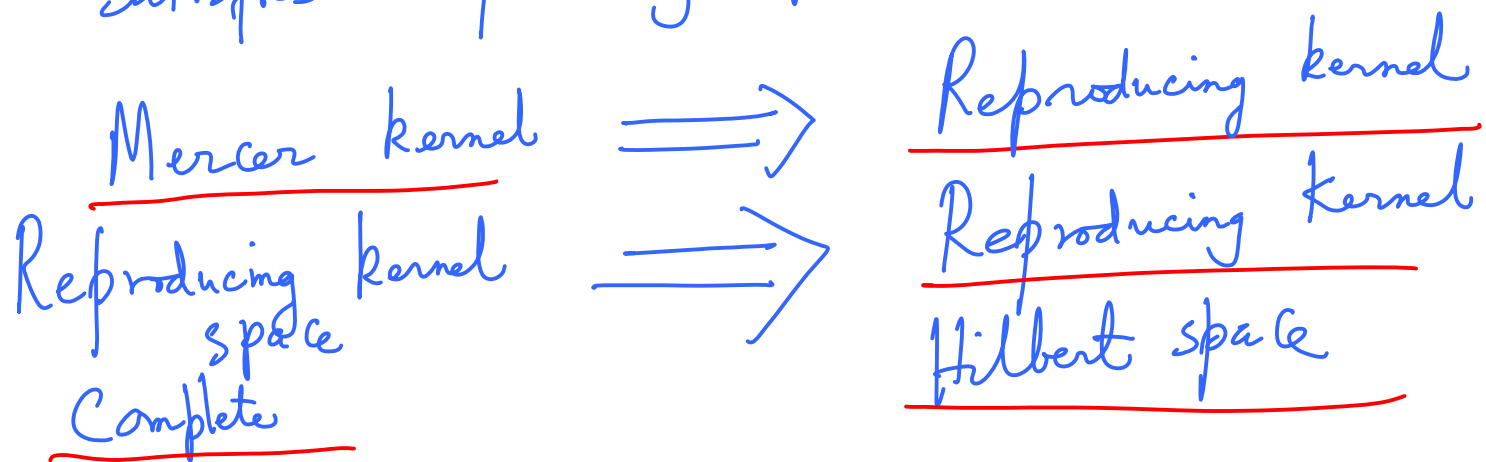 Mercer kernel ⟹ Reproducing kernel
Reproducing kernel ⟹ Reproducing Kernel
space Hilbert space
Complete